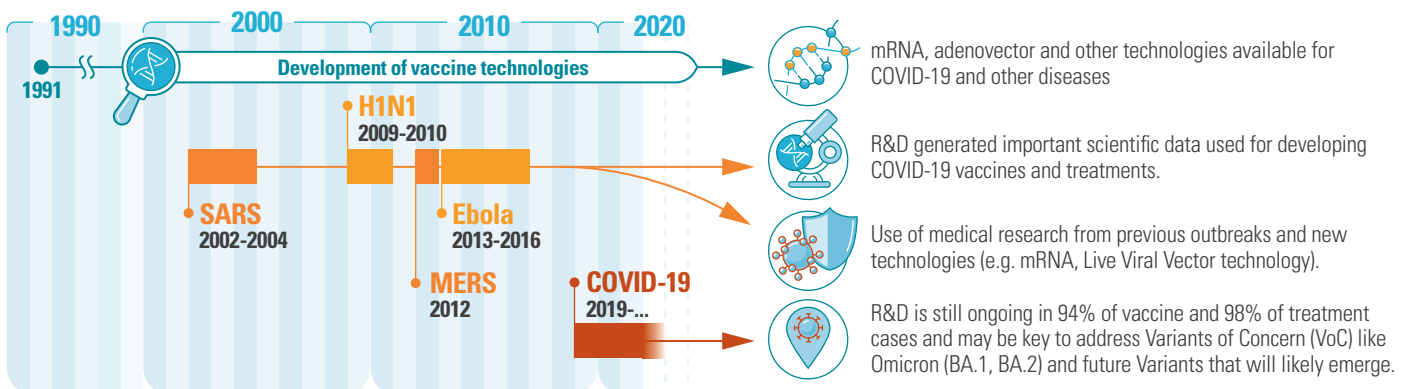 1990
2000
2010
2020
1991
Development of vaccine technologies
H1N1
2009-2010
SARS
2002-2004
Ebola
2013-2016
MERS
2012
COVID-19
2019-...
mRNA, adenovector and other technologies available for
COVID-19 and other diseases
R&D generated important scientific data used for developing
COVID-19 vaccines and treatments.
Use of medical research from previous outbreaks and new
technologies (e.g. mRNA, Live Viral Vector technology).
R&D is still ongoing in 94% of vaccine and 98% of treatment
cases and may be key to address Variants of Concern (VoC) like
Omicron (BA.1, BA.2) and future Variants that will likely emerge.